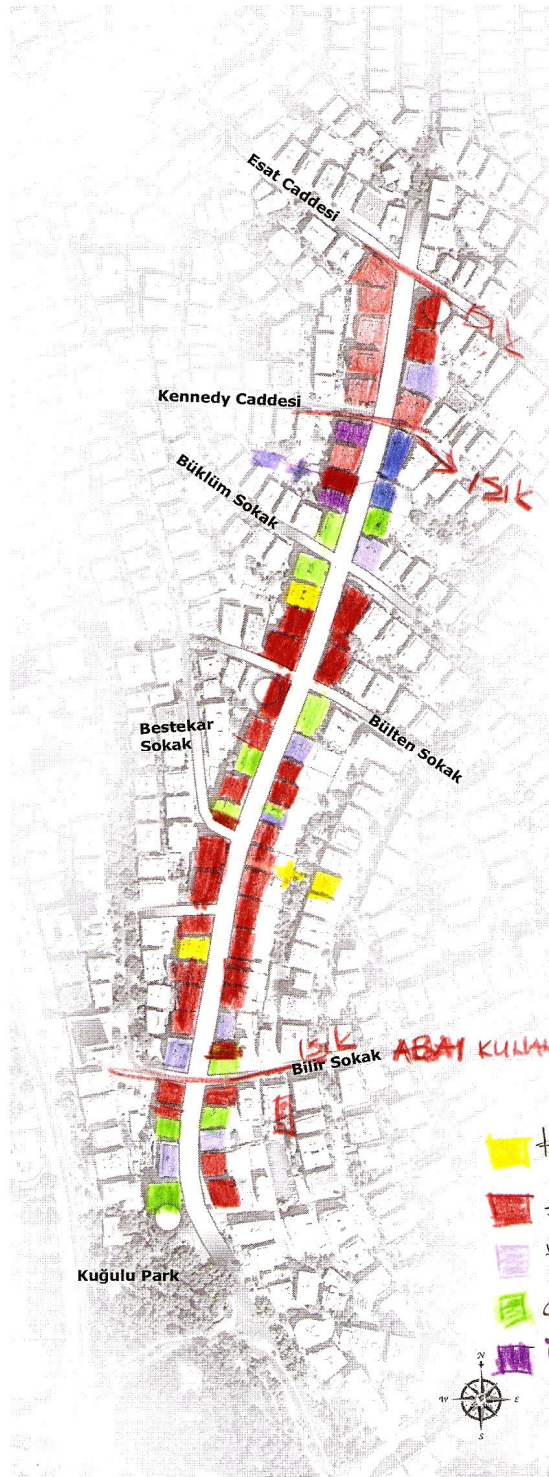 Esat Caddesi
IŞIK
Kennedy Caddesi
IŞIK
Büklüm Sokak
Bülten Sokak
Bestekar
Sokak
IŞIK
Bilir Sokak
ABAY KUNAN
Kuğulu Park
N
W
E
S